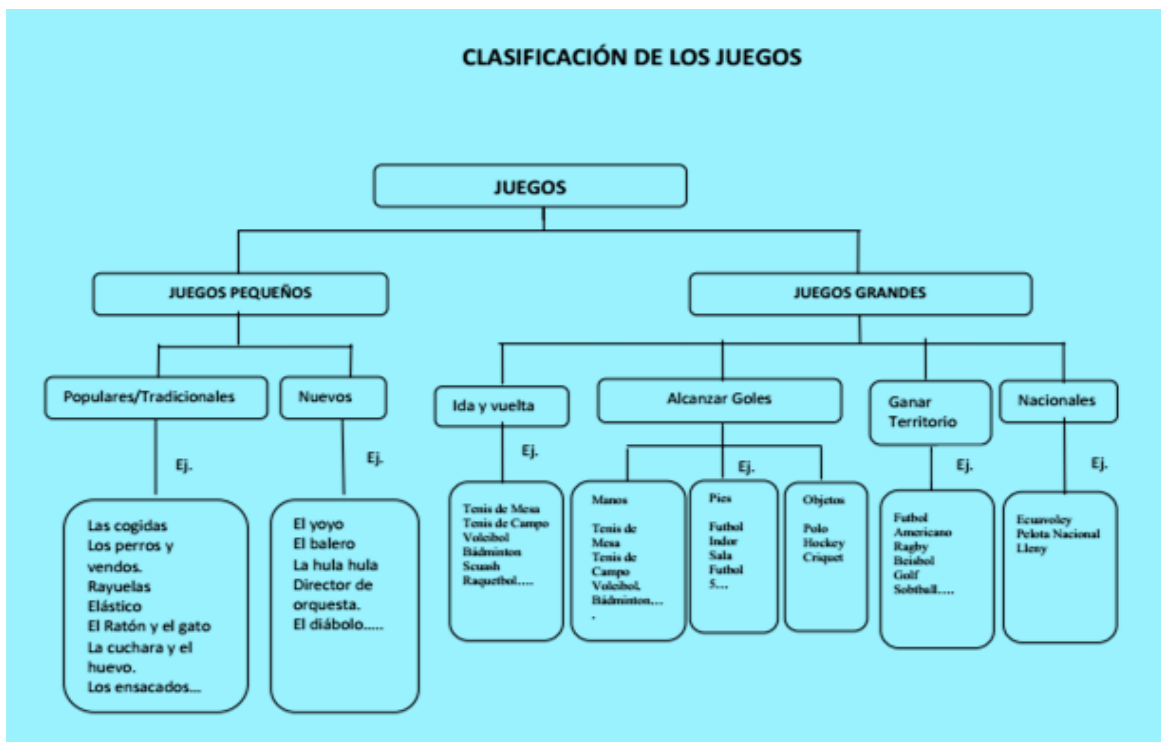 CLASIFICACIÓN DE LOS JUEGOS
JUEGOS
JUEGOS PEQUEÑOS
JUEGOS GRANDES
Populares/Tradicionales
Nuevos
Ida y vuelta
Alcanzar Goles
Ganar
Territorio
Nacionales
Ej.
Ej.
Ej.
Ej.
Ej.
Ej.
Las cogidas
Los perros y
vendos.
Rayuelas
Elástico
El Ratón y el gato
La cuchara y el
huevo.
Los ensacados...
El yoyo
El balero
La hula hula
Director de
orquesta.
El diábolo.....
Tenis de Mesa
Tenis de Campo
Voleibol
Bádminton
Scuash
Raquetbol.....
Manos
Tenis de
Mesa
Tenis de
Campo
Voleibol,
Bádminton...
.
Pies
Futbol
Indor
Sala
Futbol
5...
Objetos
Polo
Hockey
Criquet
Futbol
Americano
Ragby
Beisbol
Golf
Sobtball.....
Ecuavoley
Pelota Nacional
Lleny